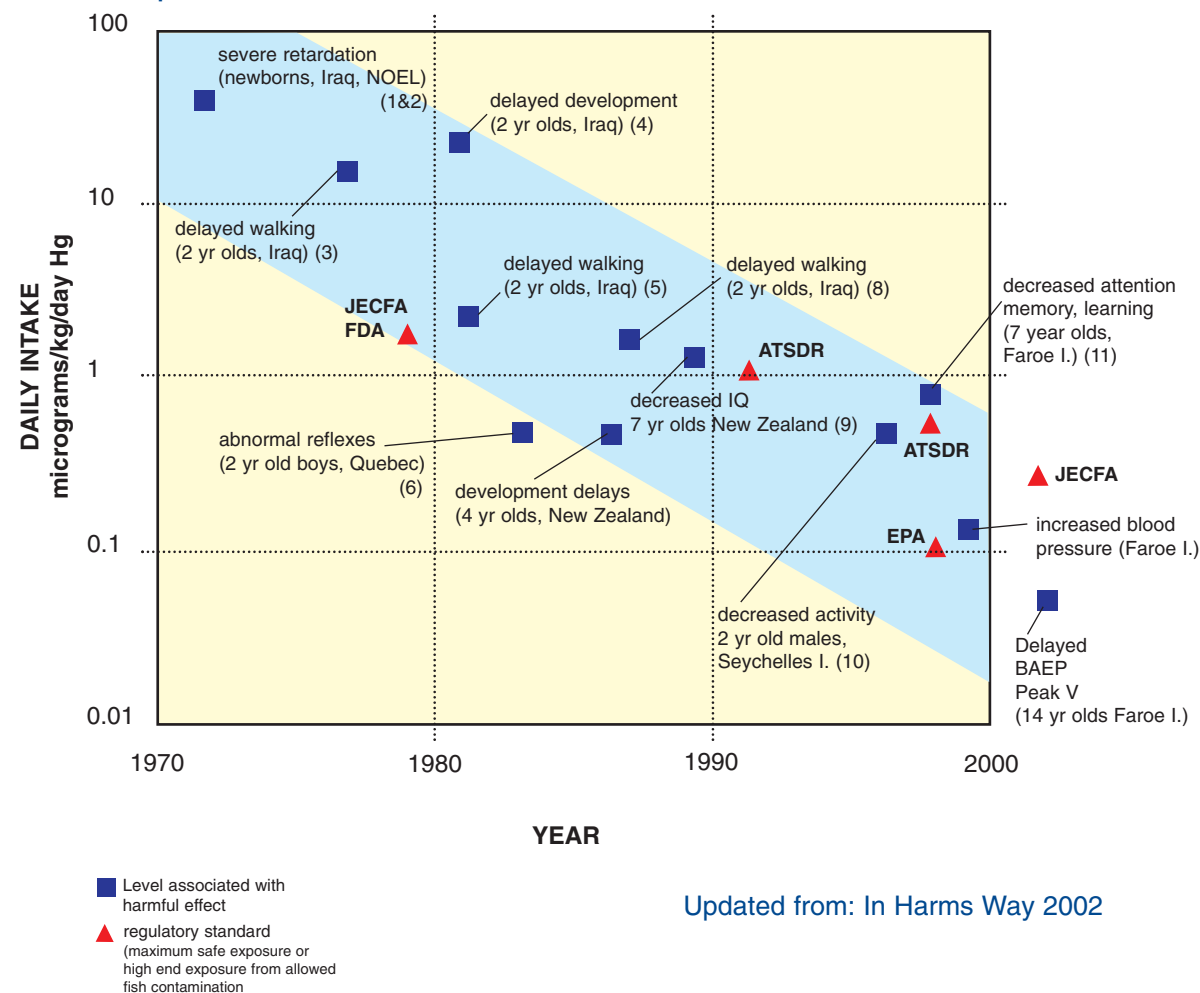 100
severe retardation
(newborns, Iraq, NOEL)
(1&2)
delayed development
(2 yr olds, Iraq) (4)
10
delayed walking
(2 yr olds, Iraq) (3)
delayed walking
(2 yr olds, Iraq) (5)
delayed walking
(2 yr olds, Iraq) (8)
decreased attention
memory, learning
(7 year olds,
Faroe I.) (11)
JECFA
FDA
DAILY INTAKE
micrograms/kg/day Hg
ATSDR
1
decreased IQ
7 yr olds New Zealand (9)
abnormal reflexes
(2 yr old boys, Quebec)
(6)
development delays
(4 yr olds, New Zealand)
ATSDR
JECFA
EPA
increased blood
pressure (Faroe I.)
0.1
decreased activity
2 yr old males,
Seychelles I. (10)
Delayed
BAEP
Peak V
(14 yr olds Faroe I.)
0.01
1970
1980
1990
2000
YEAR
Level associated with
harmful effect
regulatory standard
(maximum safe exposure or
high end exposure from allowed
fish contamination
Updated from: In Harms Way 2002